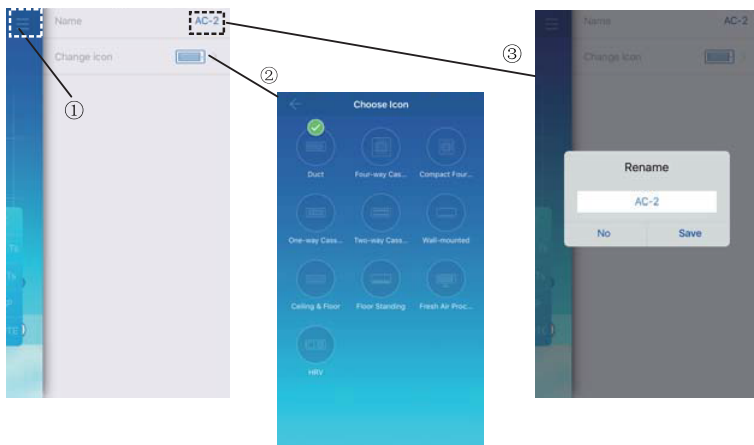 Name AC-2
Change icon
①
②
Choose Icon
Duct Four-way Cas... Compact Four...
One-way Cass... Two-way Cass... Wall-mounted
Ceiling & Floor Floor Standing Fresh Air Proc...
HRV
③
Name AC-2
Change icon
Rename
AC-2
No Save